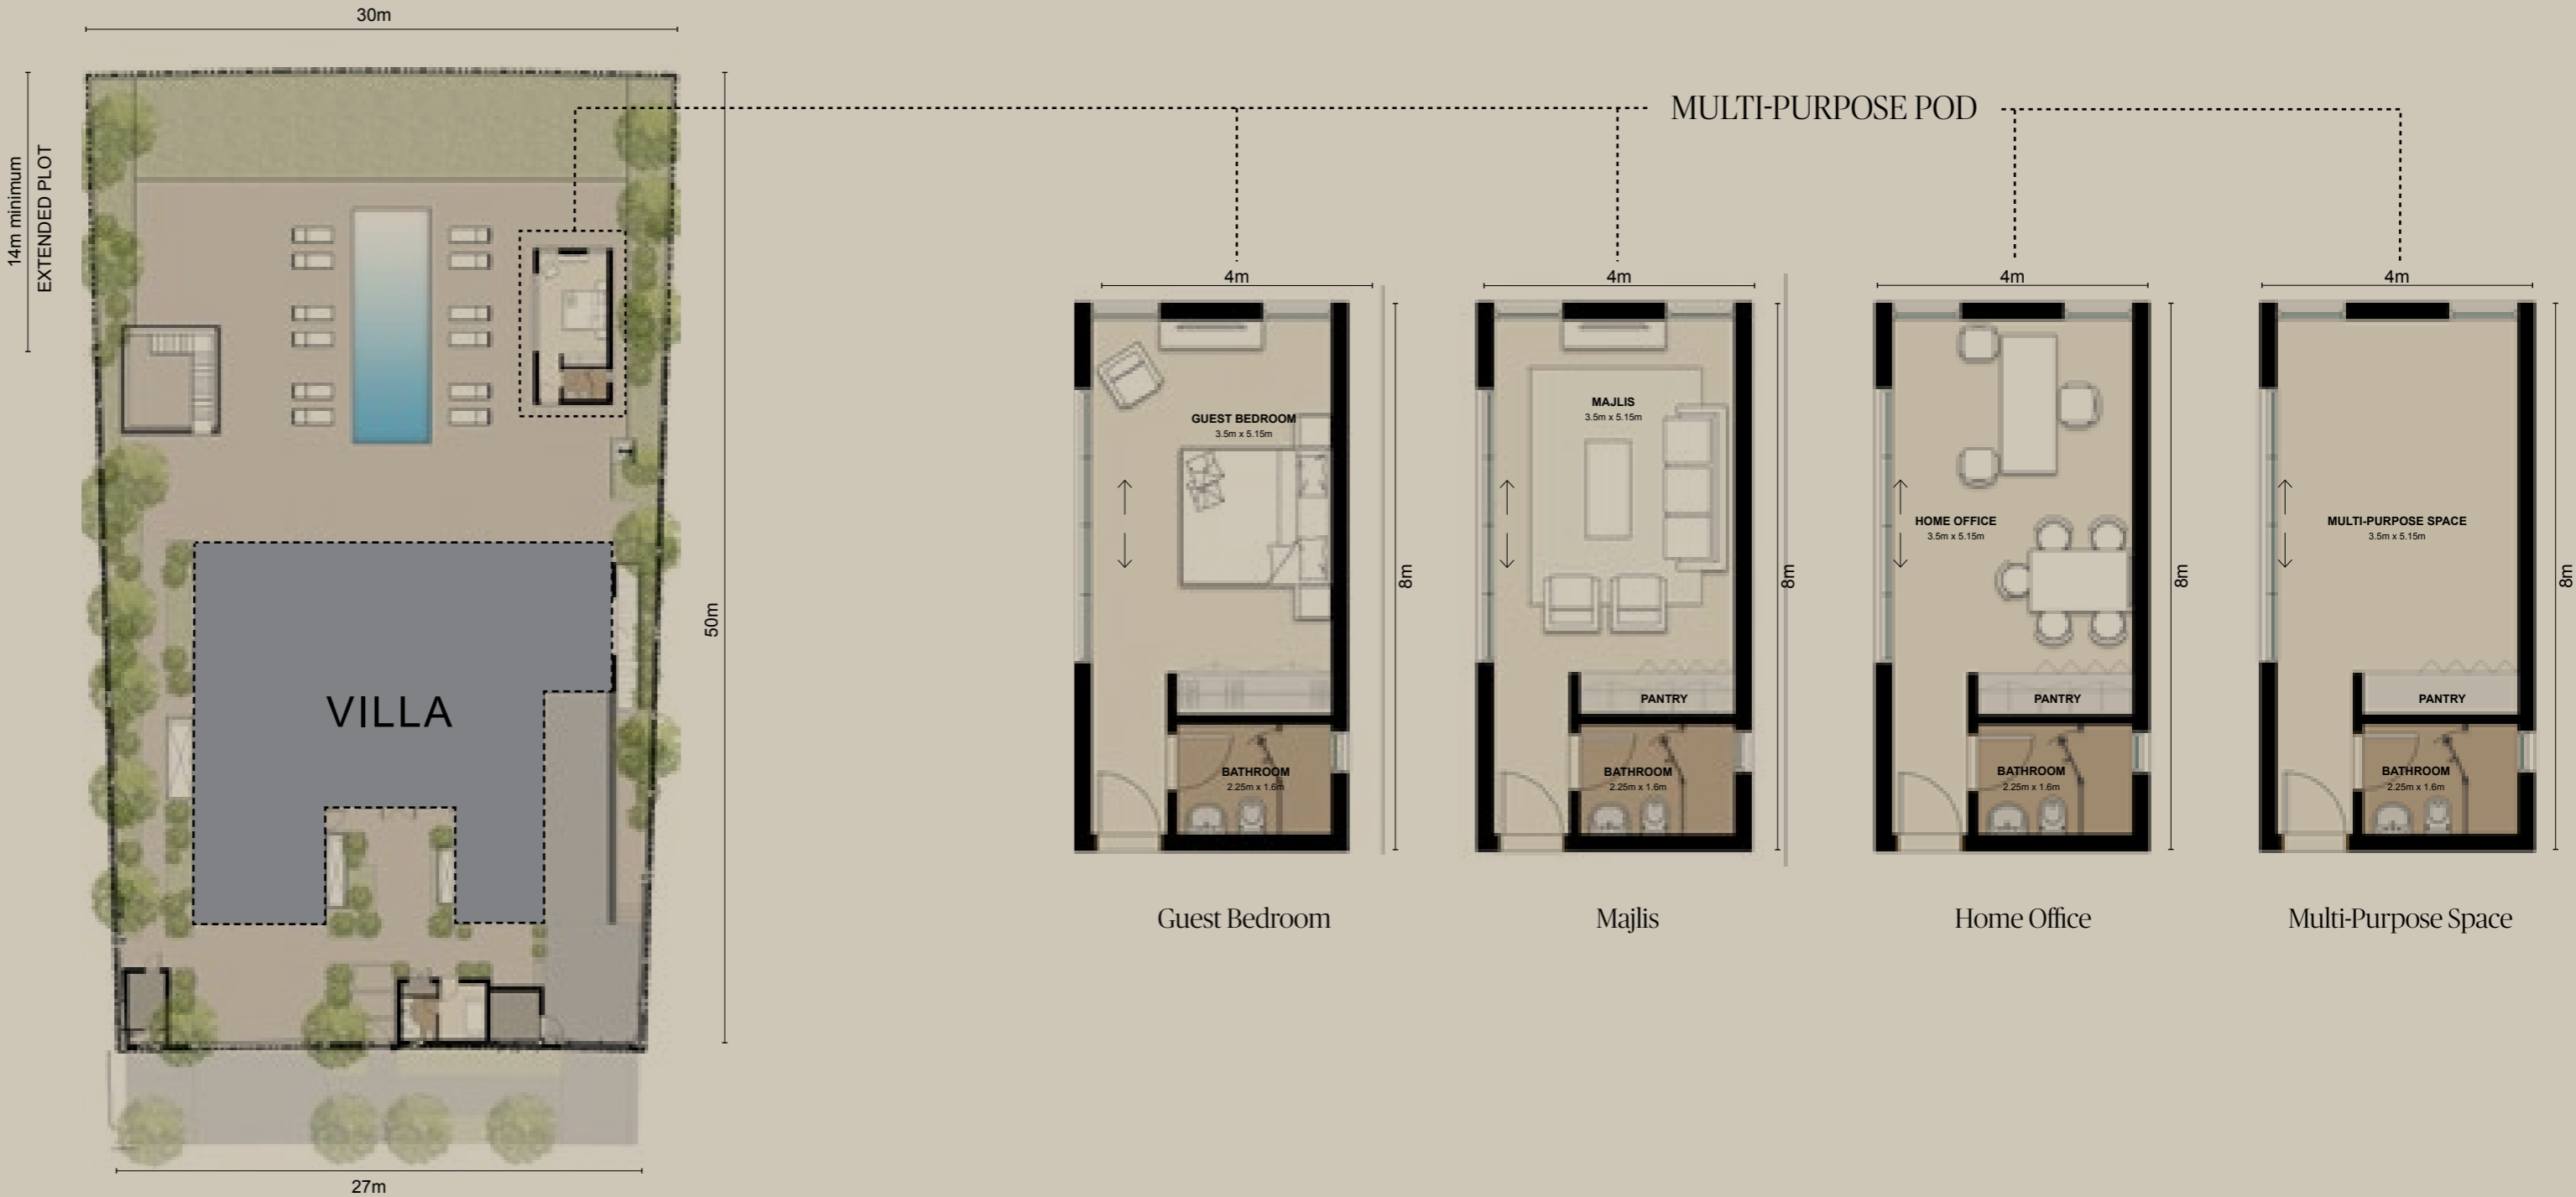 30m
14m minimum
EXTENDED PLOT
50m
VILLA
27m
MULTI-PURPOSE POD
4m
GUEST BEDROOM
3.5m x 5.15m
8m
BATHROOM
2.25m x 1.6m
Guest Bedroom
4m
MAJLIS
3.5m x 5.15m
8m
PANTRY
BATHROOM
2.25m x 1.6m
Majlis
4m
HOME OFFICE
3.5m x 5.15m
8m
PANTRY
BATHROOM
2.25m x 1.6m
Home Office
4m
MULTI-PURPOSE SPACE
3.5m x 5.15m
8m
PANTRY
BATHROOM
2.25m x 1.6m
Multi-Purpose Space